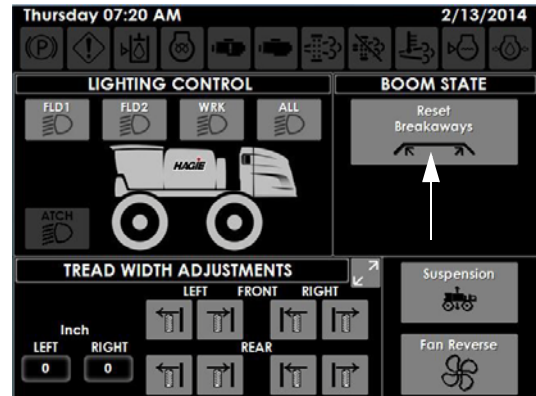 Thursday 07:20 AM 2/13/2014
(P)
LIGHTING CONTROL
FLD1 FLD2 WRK ALL
HAGIE
ATCH
BOOM STATE
Reset
Breakaways
TREAD WIDTH ADJUSTMENTS
LEFT FRONT RIGHT
Inch
LEFT RIGHT REAR
0 0
Suspension
Fan Reverse